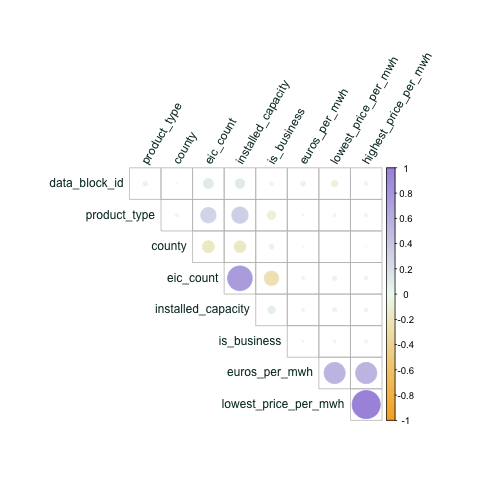 product_type
county
eic_count
installed_capacity
is_business
euros_per_mwh
lowest_price_per_mwh
highest_price_per_mwh
data_block_id
product_type
county
eic_count
installed_capacity
is_business
euros_per_mwh
lowest_price_per_mwh
1
0.8
0.6
0.4
0.2
0
-0.2
-0.4
-0.6
-0.8
-1